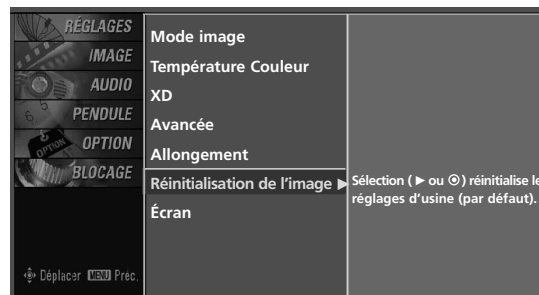 RÉGLAGES
IMAGE
AUDIO
PENDULE
OPTION
BLOCAGE
Déplacer MENU Préc.
Mode image
Température Couleur
XD
Avancée
Allongement
Réinitialisation de l'image ►
Écran
Sélection ( ► ou ⊙) réinitialise le
réglages d'usine (par défaut).